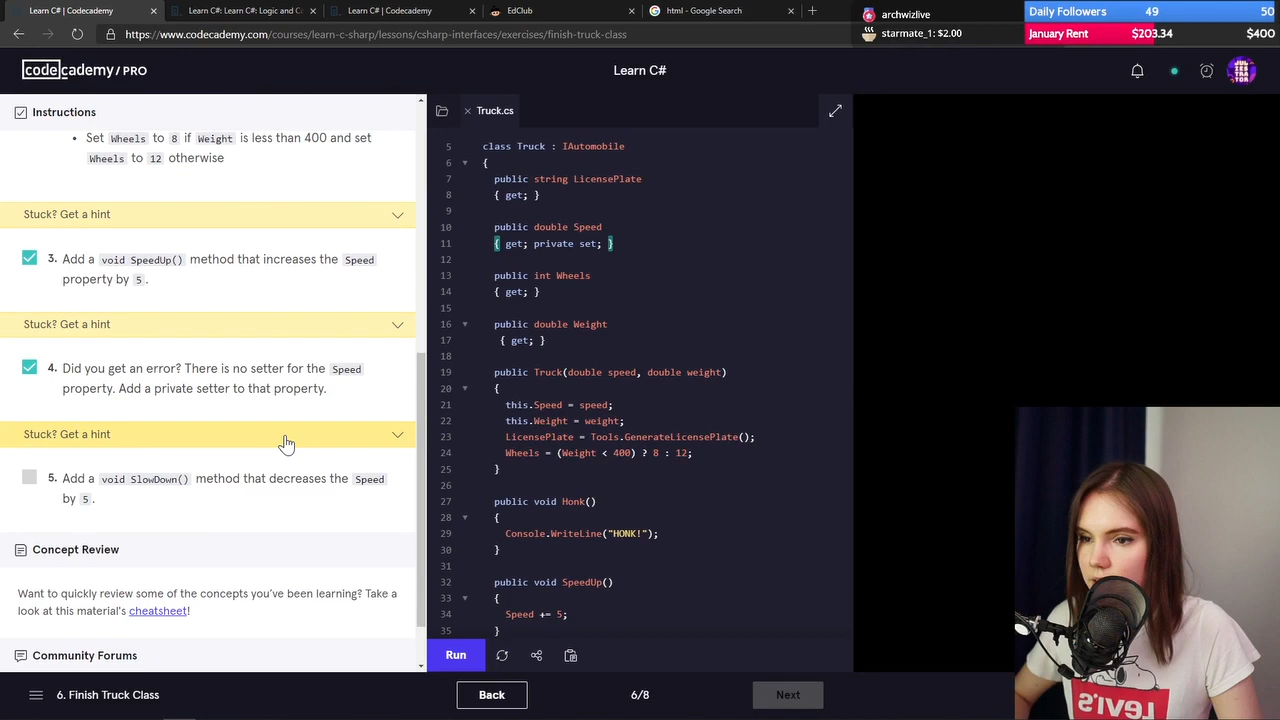 Learn C# | Codecademy
Learn C#: Learn C#: Logic and Co
Learn C# | Codecademy
EdClub
html - Google Search
https://www.codecademy.com/courses/learn-c-sharp/lessons/csharp-interfaces/exercises/finish-truck-class
archwizlive
starmate_1: $2.00
Daily Followers 49 50
January Rent $203.34 $400
codecademy/PRO
Learn C#
Instructions
Set Wheels to 8 if Weight is less than 400 and set
Wheels to 12 otherwise
Stuck? Get a hint
3. Add a void SpeedUp() method that increases the Speed
property by 5.
Stuck? Get a hint
4. Did you get an error? There is no setter for the Speed
property. Add a private setter to that property.
Stuck? Get a hint
5. Add a void SlowDown() method that decreases the Speed
by 5.
Concept Review
Want to quickly review some of the concepts you've been learning? Take a
look at this material's cheatsheet!
Community Forums
Truck.cs
5 class Truck : IAutomobile
6 {
7 public string LicensePlate
8 { get; }
9
10 public double Speed
11 { get; private set; }
12
13 public int Wheels
14 { get; }
15
16 public double Weight
17 { get; }
18
19 public Truck(double speed, double weight)
20 {
21 this.Speed = speed;
22 this.Weight = weight;
23 LicensePlate = Tools.GenerateLicensePlate();
24 Wheels = (Weight < 400) ? 8 : 12;
25 }
26
27 public void Honk()
28 {
29 Console.WriteLine("HONK!");
30 }
31
32 public void SpeedUp()
33 {
34 Speed += 5;
35 }
Run
6. Finish Truck Class
Back
6/8
Next
LEVI'S